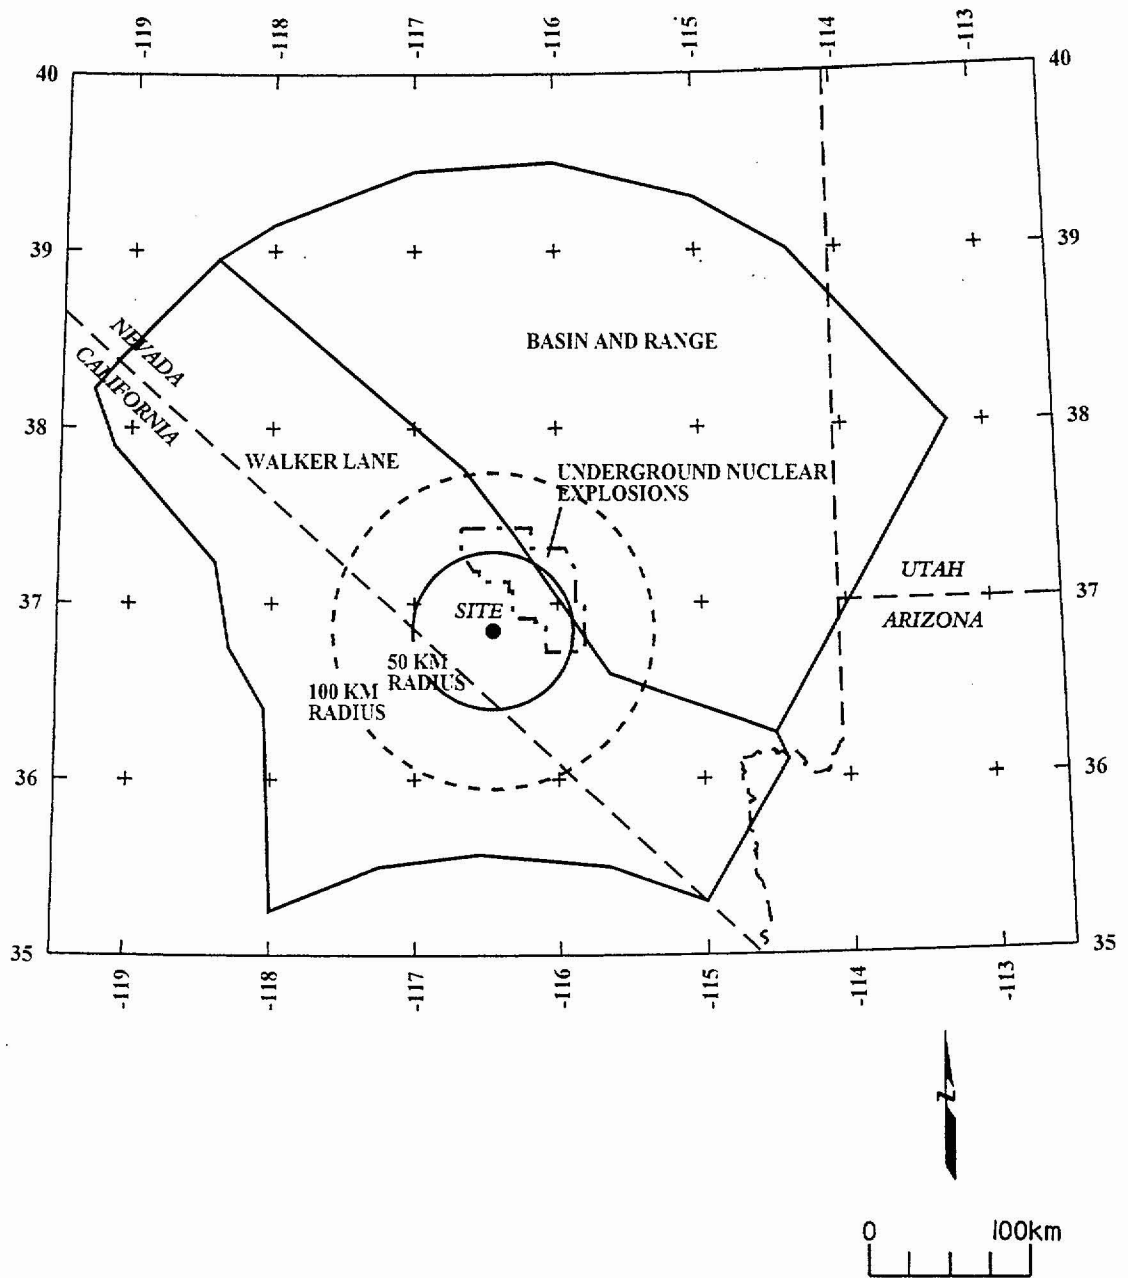 -119 -118 -117 -116 -115 -114 -113
40 40
39 39
BASIN AND RANGE
NEVADA
CALIFORNIA
38 38
WALKER LANE
UNDERGROUND NUCLEAR
EXPLOSIONS
UTAH
37 37
SITE
ARIZONA
50 KM
RADIUS
100 KM
RADIUS
36 36
35 35
-119 -118 -117 -116 -115 -114 -113
N
0 100km